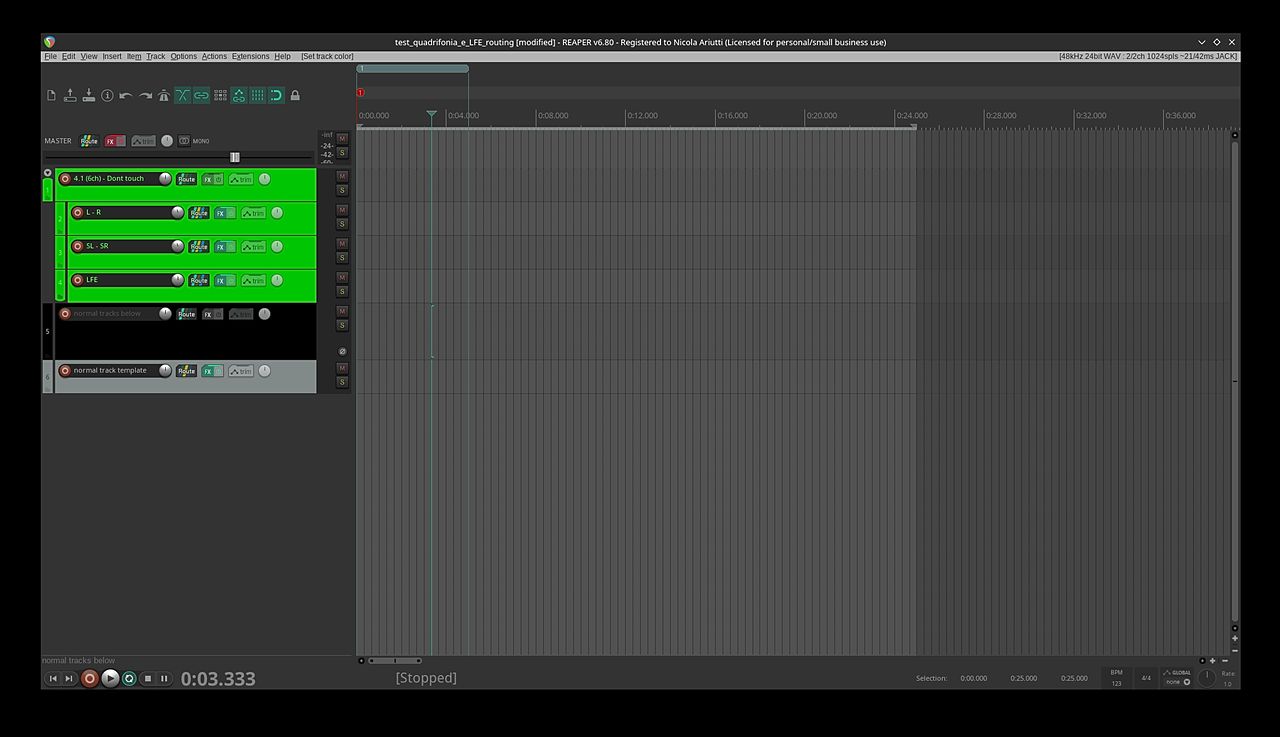 test_quadrifonia_e_LFE_routing [modified] - REAPER v6.80 - Registered to Nicola Ariutti (Licensed for personal/small business use)
File Edit View Insert Item Track Options Actions Extensions Help [Set track color] [48kHz 24bit WAV : 2/2ch 1024spls ~21/42ms JACK]
1
1
0:00.000 0:04.000 0:08.000 0:12.000 0:16.000 0:20.000 0:24.000 0:28.000 0:32.000 0:36.000
MASTER Route FX trim MONO -inf M
-24-
-42- S
1 4.1 (6ch) - Dont touch Route FX trim M
S
2 L - R Route FX trim M
S
3 SL - SR Route FX trim M
S
4 LFE Route FX trim M
S
5 normal tracks below Route FX trim M
S
6 normal track template Route FX trim M
S
normal tracks below
0:03.333 [Stopped] Selection: 0:00.000 0:25.000 0:25.000 BPM 123 4/4 GLOBAL none Rate: 1.0